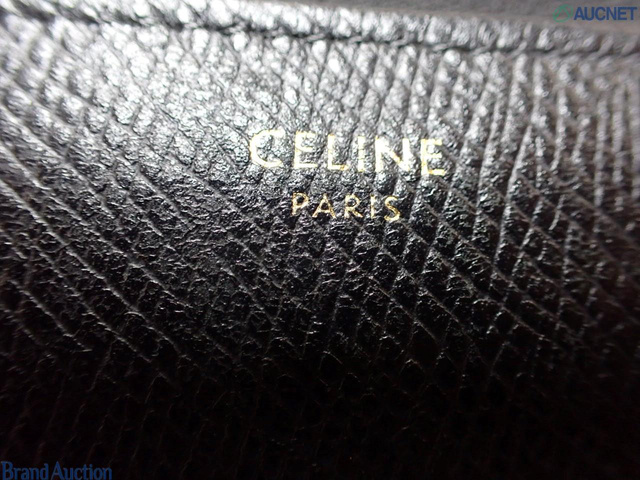 AUCNET
CELINE
PARIS
Brand Auction